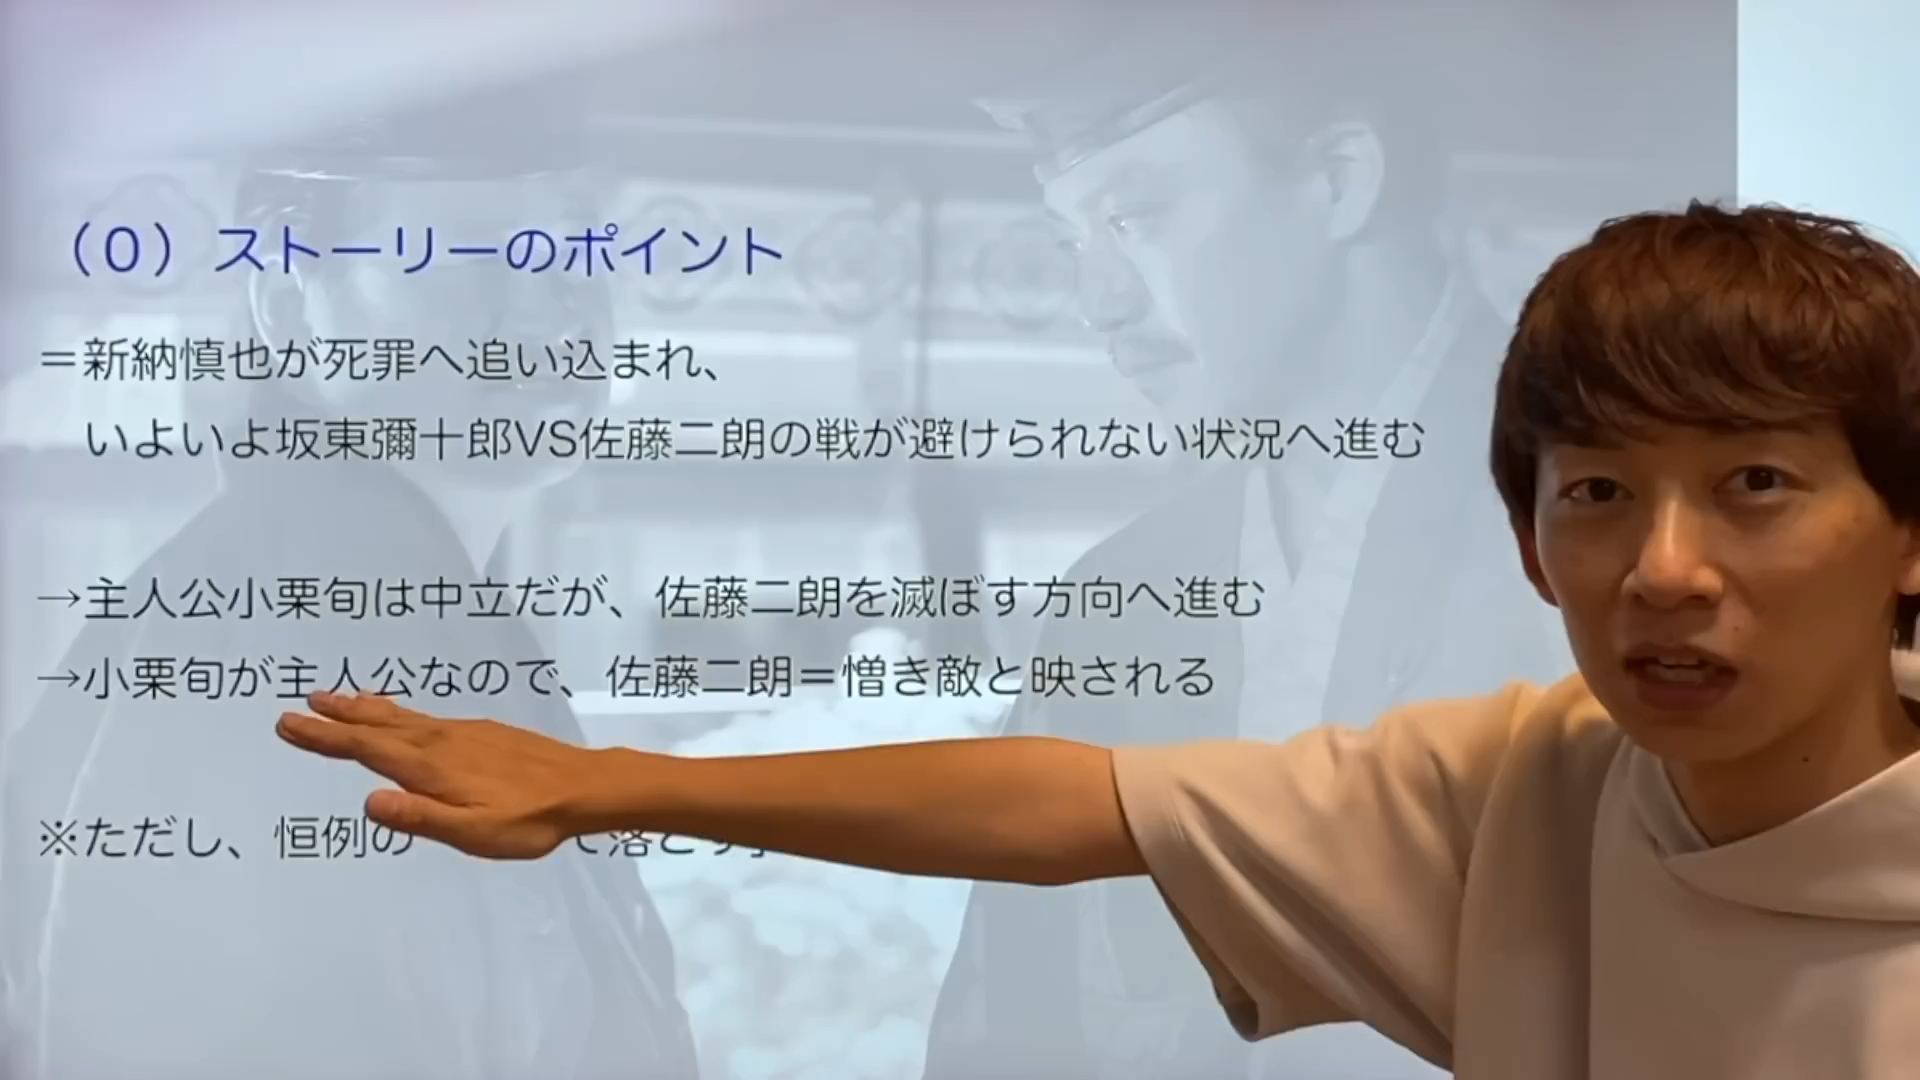 （０）ストーリーのポイント
＝新納慎也が死罪へ追い込まれ、
いよいよ坂東彌十郎VS佐藤二朗の戦が避けられない状況へ進む
→主人公小栗旬は中立だが、佐藤二朗を滅ぼす方向へ進む
→小栗旬が主人公なので、佐藤二朗＝憎き敵と映される
※ただし、恒例の